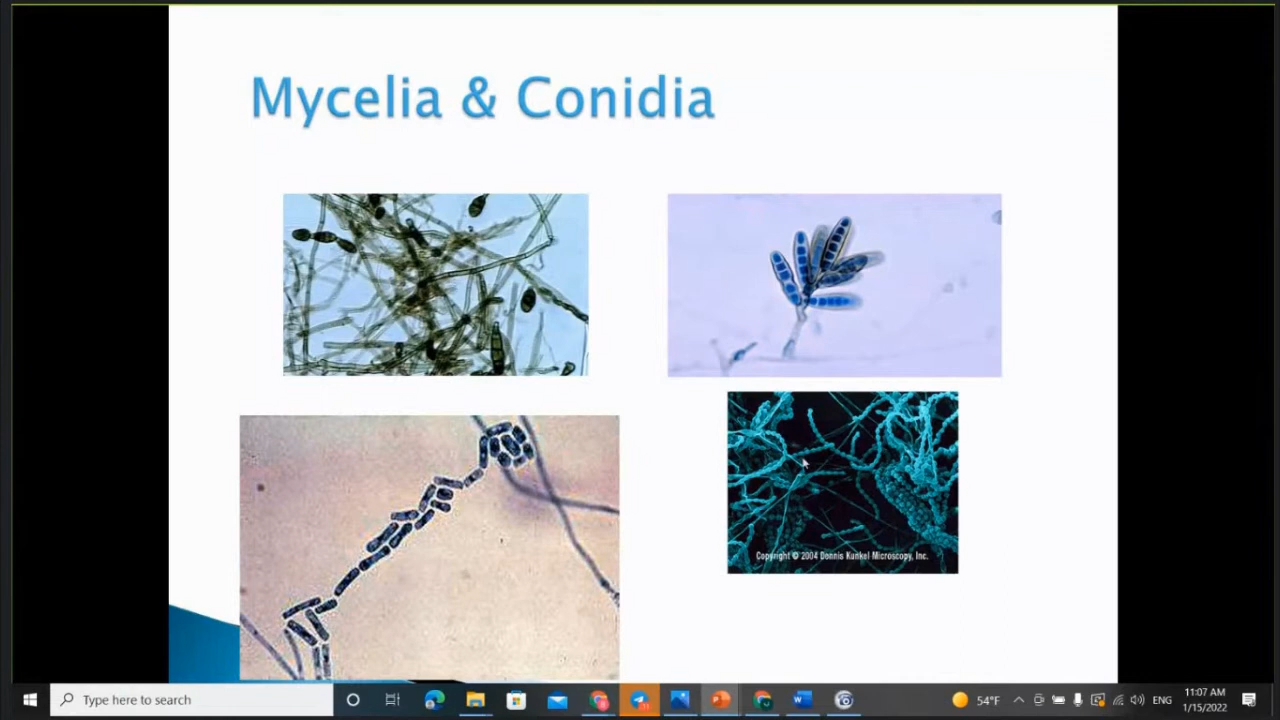 Mycelia & Conidia
Copyright © 2004 Dennis Kunkel Microscopy, Inc.
Type here to search
54°F
ENG
11:07 AM
1/15/2022